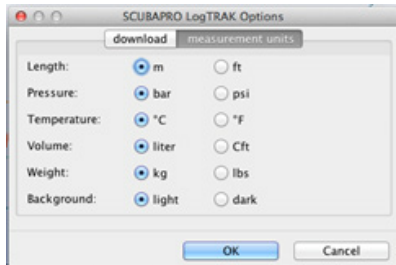 SCUBAPRO LogTRAK Options
download measurement units
Length: m ft
Pressure: bar psi
Temperature: °C °F
Volume: liter Cft
Weight: kg lbs
Background: light dark
OK Cancel